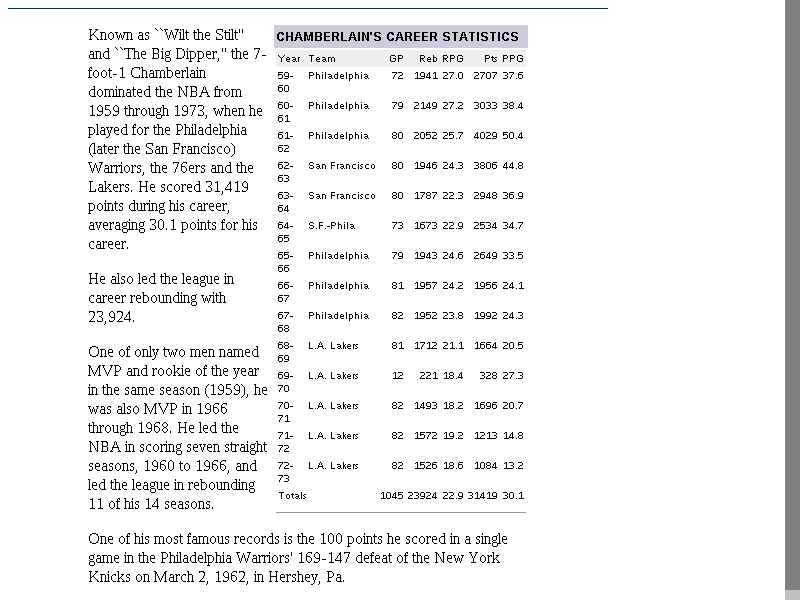 Known as ``Wilt the Stilt''
and ``The Big Dipper,'' the 7-
foot-1 Chamberlain
dominated the NBA from
1959 through 1973, when he
played for the Philadelphia
(later the San Francisco)
Warriors, the 76ers and the
Lakers. He scored 31,419
points during his career,
averaging 30.1 points for his
career.
He also led the league in
career rebounding with
23,924.
One of only two men named
MVP and rookie of the year
in the same season (1959), he
was also MVP in 1966
through 1968. He led the
NBA in scoring seven straight
seasons, 1960 to 1966, and
led the league in rebounding
11 of his 14 seasons.
CHAMBERLAIN'S CAREER STATISTICS
Year Team GP Reb RPG Pts PPG
59-60 Philadelphia 72 1941 27.0 2707 37.6
60-61 Philadelphia 79 2149 27.2 3033 38.4
61-62 Philadelphia 80 2052 25.7 4029 50.4
62-63 San Francisco 80 1946 24.3 3806 44.8
63-64 San Francisco 80 1787 22.3 2948 36.9
64-65 S.F.-Phila 73 1673 22.9 2534 34.7
65-66 Philadelphia 79 1943 24.6 2649 33.5
66-67 Philadelphia 81 1957 24.2 1956 24.1
67-68 Philadelphia 82 1952 23.8 1992 24.3
68-69 L.A. Lakers 81 1712 21.1 1664 20.5
69-70 L.A. Lakers 12 221 18.4 328 27.3
70-71 L.A. Lakers 82 1493 18.2 1696 20.7
71-72 L.A. Lakers 82 1572 19.2 1213 14.8
72-73 L.A. Lakers 82 1526 18.6 1084 13.2
Totals 1045 23924 22.9 31419 30.1
One of his most famous records is the 100 points he scored in a single
game in the Philadelphia Warriors' 169-147 defeat of the New York
Knicks on March 2, 1962, in Hershey, Pa.